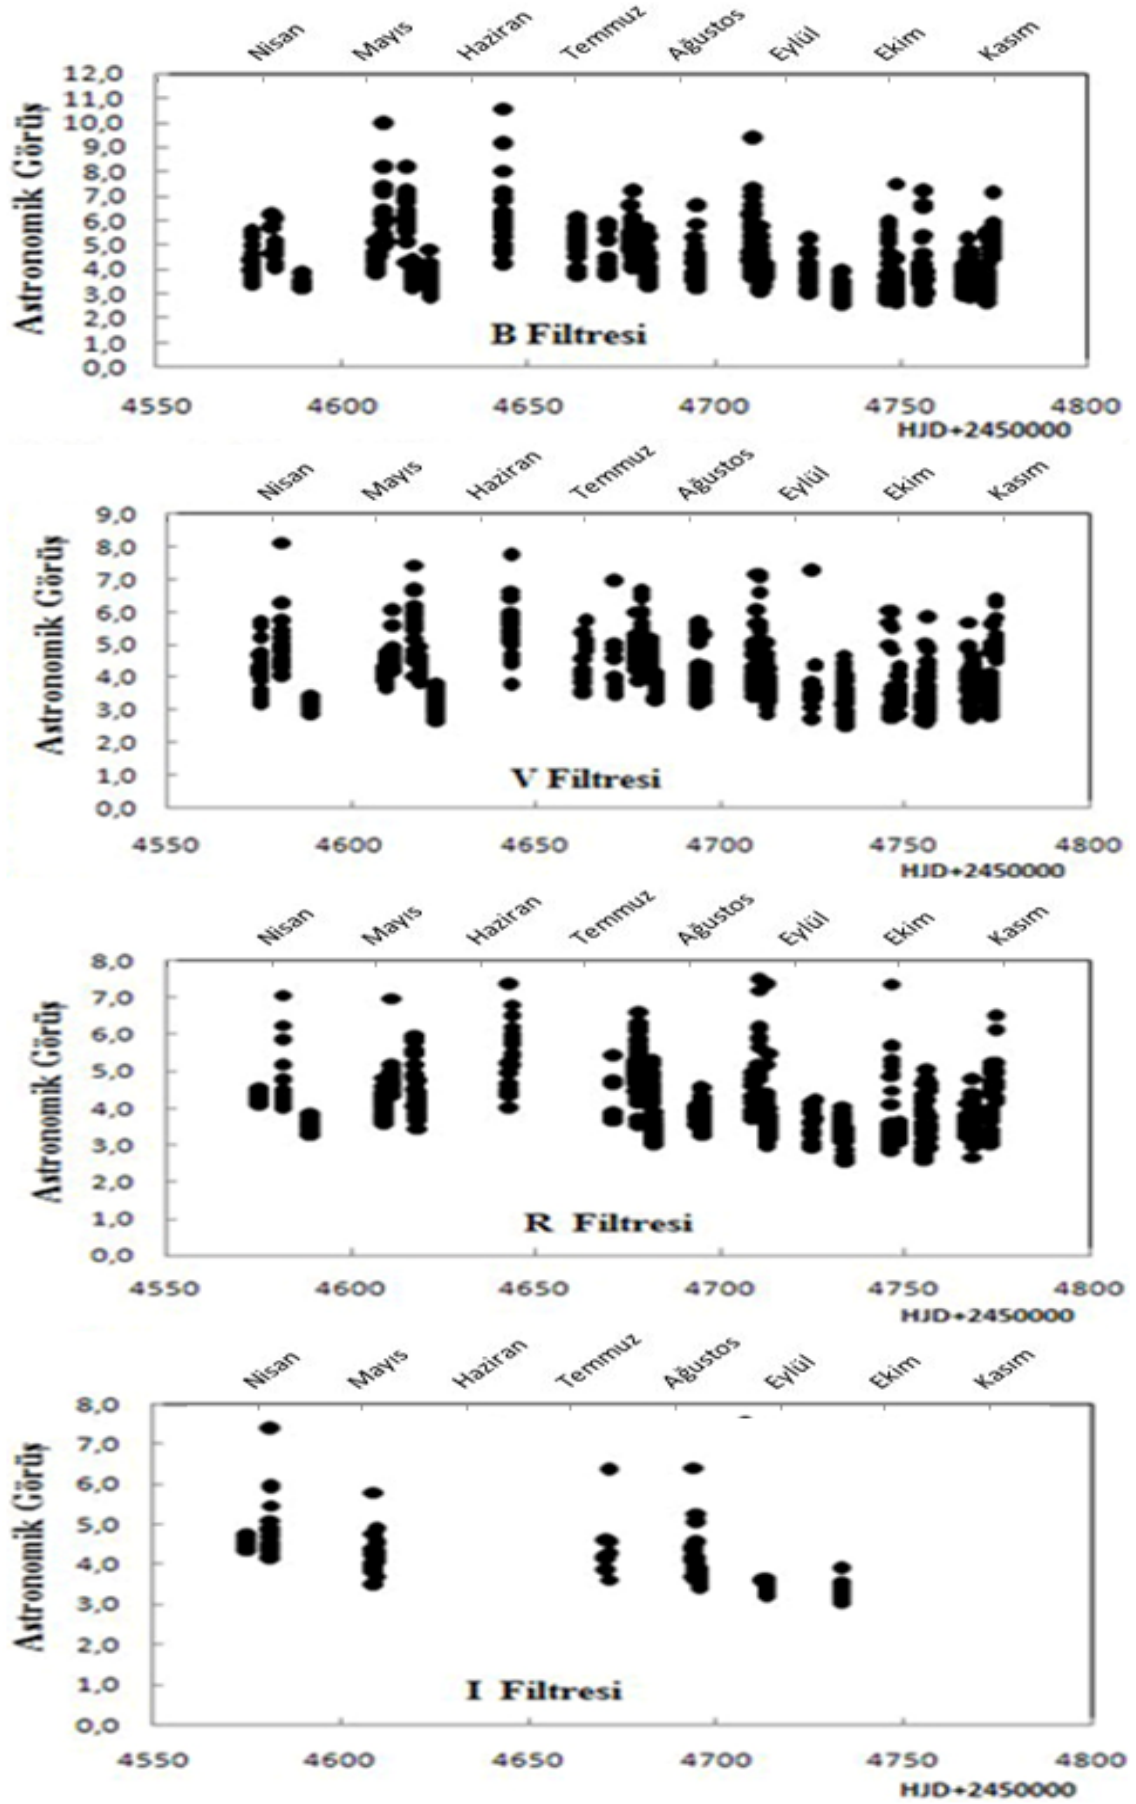 Nisan Mayıs Haziran Temmuz Ağustos Eylül Ekim Kasım
Astronomik Görüş
12,0
11,0
10,0
9,0
8,0
7,0
6,0
5,0
4,0
3,0
2,0
1,0
0,0
B Filtresi
4550 4600 4650 4700 4750 4800
HJD+2450000
Nisan Mayıs Haziran Temmuz Ağustos Eylül Ekim Kasım
Astronomik Görüş
9,0
8,0
7,0
6,0
5,0
4,0
3,0
2,0
1,0
0,0
V Filtresi
4550 4600 4650 4700 4750 4800
HJD+2450000
Nisan Mayıs Haziran Temmuz Ağustos Eylül Ekim Kasım
Astronomik Görüş
8,0
7,0
6,0
5,0
4,0
3,0
2,0
1,0
0,0
R Filtresi
4550 4600 4650 4700 4750 4800
HJD+2450000
Nisan Mayıs Haziran Temmuz Ağustos Eylül Ekim Kasım
Astronomik Görüş
8,0
7,0
6,0
5,0
4,0
3,0
2,0
1,0
0,0
I Filtresi
4550 4600 4650 4700 4750 4800
HJD+2450000